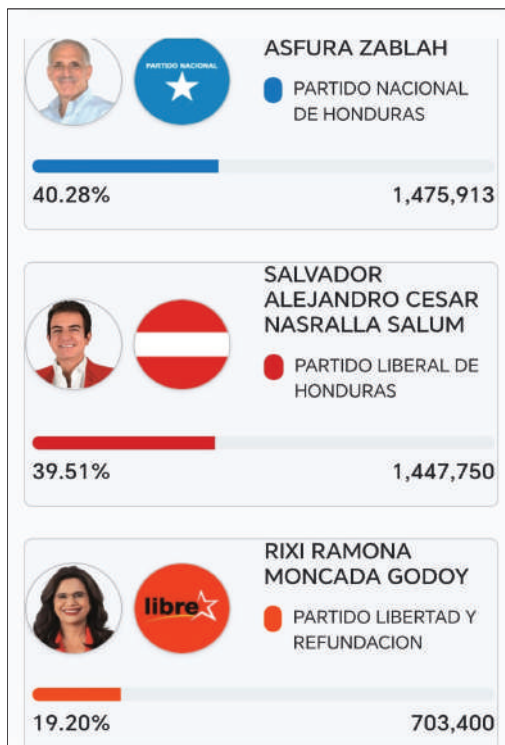 ASFURA ZABLAH
PARTIDO NACIONAL
PARTIDO NACIONAL
DE HONDURAS
40.28%
1,475,913
SALVADOR
ALEJANDRO CESAR
NASRALLA SALUM
PARTIDO LIBERAL DE
HONDURAS
39.51%
1,447,750
RIXI RAMONA
MONCADA GODOY
libre
PARTIDO LIBERTAD Y
REFUNDACION
19.20%
703,400